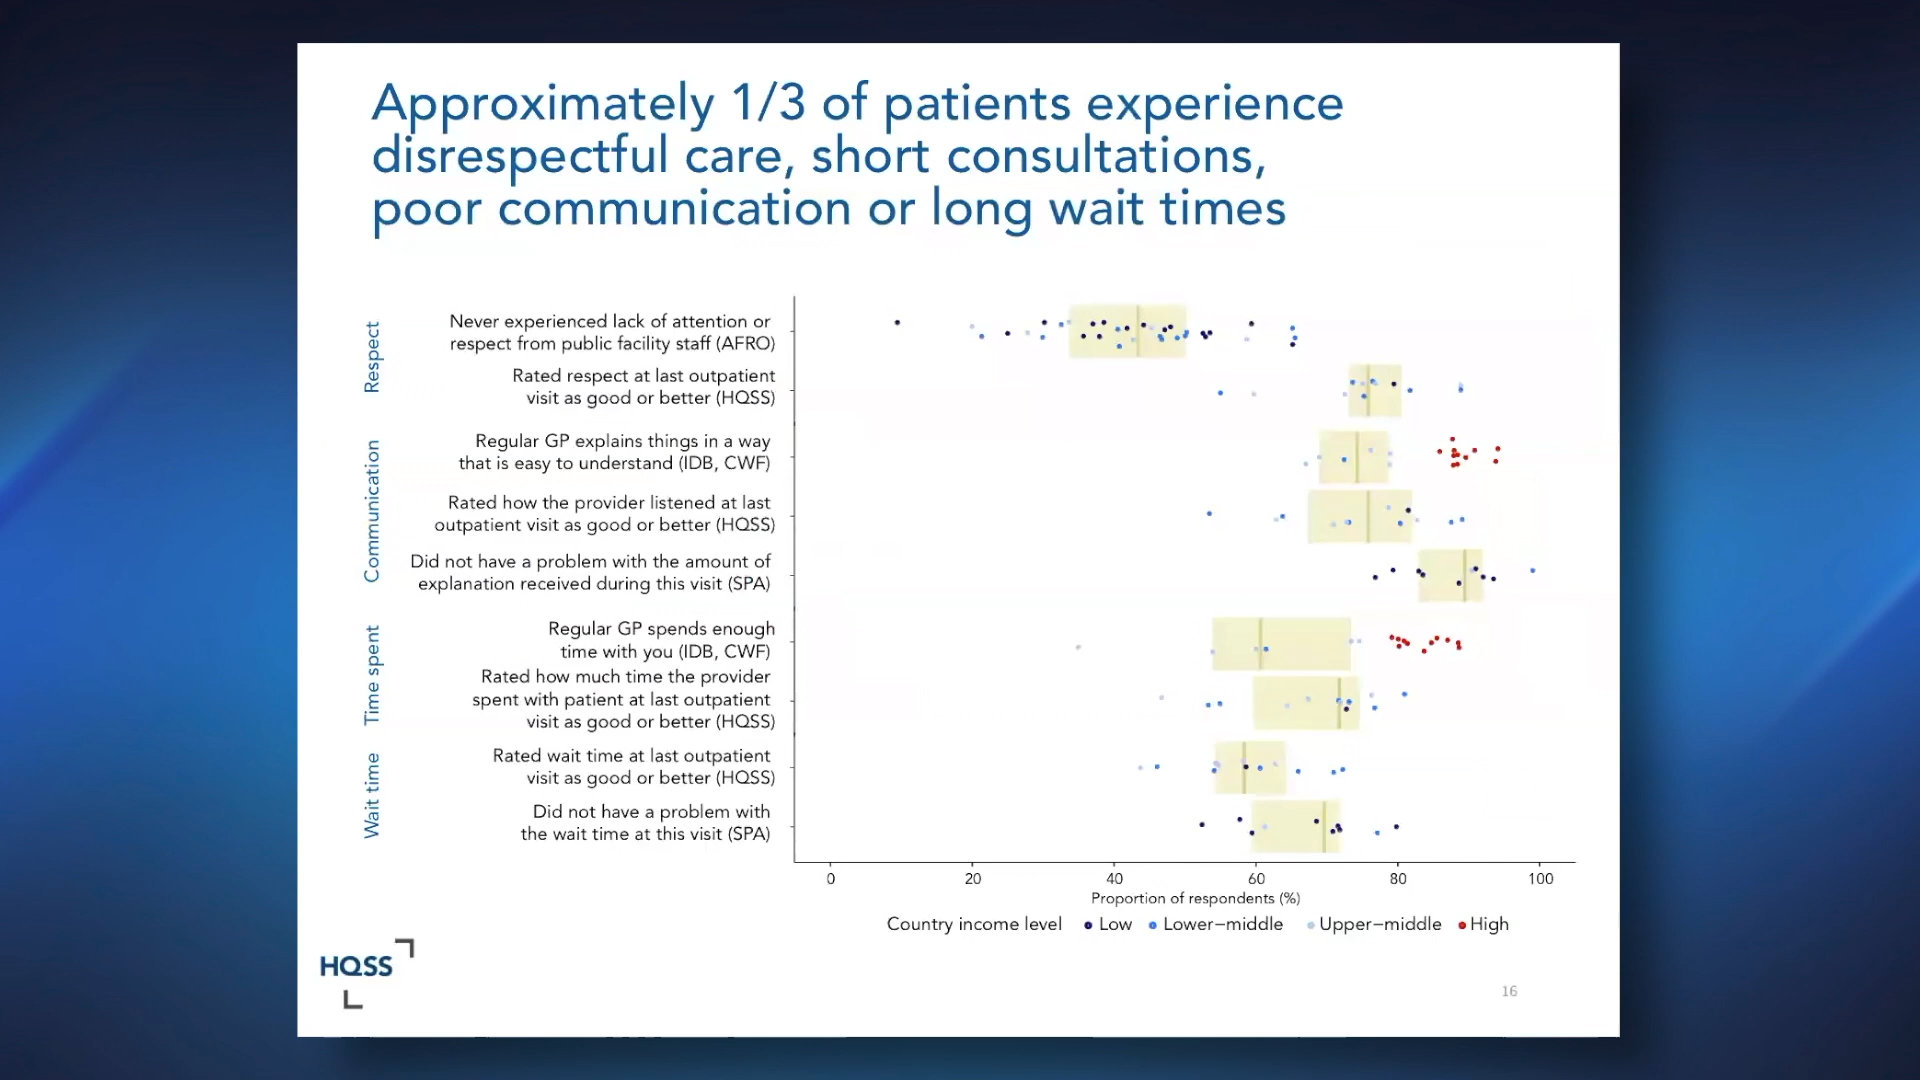 Approximately 1/3 of patients experience
disrespectful care, short consultations,
poor communication or long wait times
Respect
Never experienced lack of attention or
respect from public facility staff (AFRO)
Rated respect at last outpatient
visit as good or better (HQSS)
Communication
Regular GP explains things in a way
that is easy to understand (IDB, CWF)
Rated how the provider listened at last
outpatient visit as good or better (HQSS)
Did not have a problem with the amount of
explanation received during this visit (SPA)
Time spent
Regular GP spends enough
time with you (IDB, CWF)
Rated how much time the provider
spent with patient at last outpatient
visit as good or better (HQSS)
Wait time
Rated wait time at last outpatient
visit as good or better (HQSS)
Did not have a problem with
the wait time at this visit (SPA)
0 20 40 60 80 100
Proportion of respondents (%)
Country income level Low Lower–middle Upper–middle High
HQSS
16